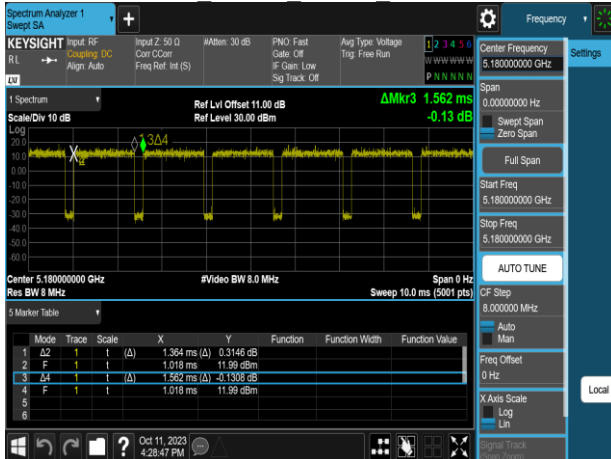 Spectrum Analyzer 1
Swept SA
+
Frequency
KEYSIGHT Input: RF Input Z: 50 Ω #Atten: 30 dB PNO: Fast Avg Type: Voltage 1 2 3 4 5 6
RL Coupling: DC Corr CCorr Gate: Off Trig: Free Run
Align: Auto Freq Ref: Int (S) IF Gain: Low W W W W W W
Sig Track: Off P N N N N N
LXI
1 Spectrum
Ref Lvl Offset 11.00 dB
ΔMkr3 1.562 ms
Scale/Div 10 dB
Ref Level 30.00 dBm
-0.13 dB
Log
20.0
10.0
0.00
-10.0
-20.0
-30.0
-40.0
-50.0
-60.0
X
3Δ4
Center 5.180000000 GHz #Video BW 8.0 MHz Span 0 Hz
Res BW 8 MHz Sweep 10.0 ms (5001 pts)
5 Marker Table
Mode Trace Scale X Y Function Function Width Function Value
1 Δ2 1 t (Δ) 1.364 ms (Δ) 0.3146 dB
2 F 1 t 1.018 ms 11.99 dBm
3 Δ4 1 t (Δ) 1.562 ms (Δ) -0.1308 dB
4 F 1 t 1.018 ms 11.99 dBm
5
6
?
Oct 11, 2023
4:28:47 PM
Center Frequency
5.180000000 GHz
Span
0.00000000 Hz
Swept Span
Zero Span
Full Span
Start Freq
5.180000000 GHz
Stop Freq
5.180000000 GHz
AUTO TUNE
CF Step
8.000000 MHz
Auto
Man
Freq Offset
0 Hz
X Axis Scale
Log
Lin
Signal Track
(Span Zoom)
Settings
Local